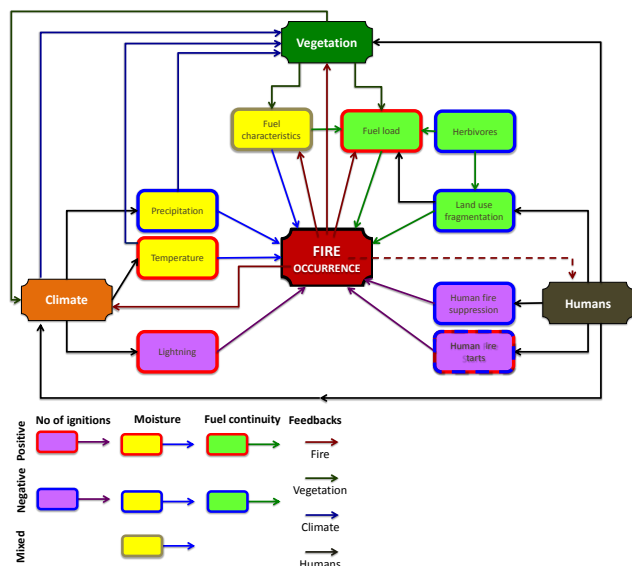 Vegetation
Fuel
characteristics
Fuel load
Herbivores
Precipitation
Land use
fragmentation
FIRE
OCCURRENCE
Temperature
Climate
Human fire
suppression
Humans
Lightning
Human fire
starts
No of ignitions
Moisture
Fuel continuity
Feedbacks
Positive
Fire
Negative
Vegetation
Climate
Mixed
Humans